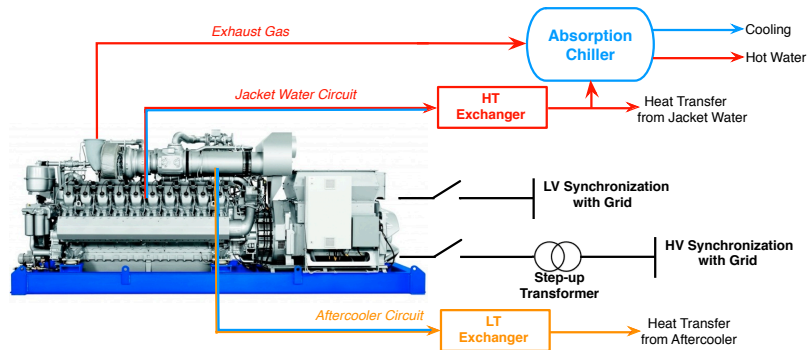 Exhaust Gas
Absorption
Chiller
Cooling
Hot Water
Jacket Water Circuit
HT
Exchanger
Heat Transfer
from Jacket Water
LV Synchronization
with Grid
HV Synchronization
with Grid
Step-up
Transformer
Aftercooler Circuit
LT
Exchanger
Heat Transfer
from Aftercooler